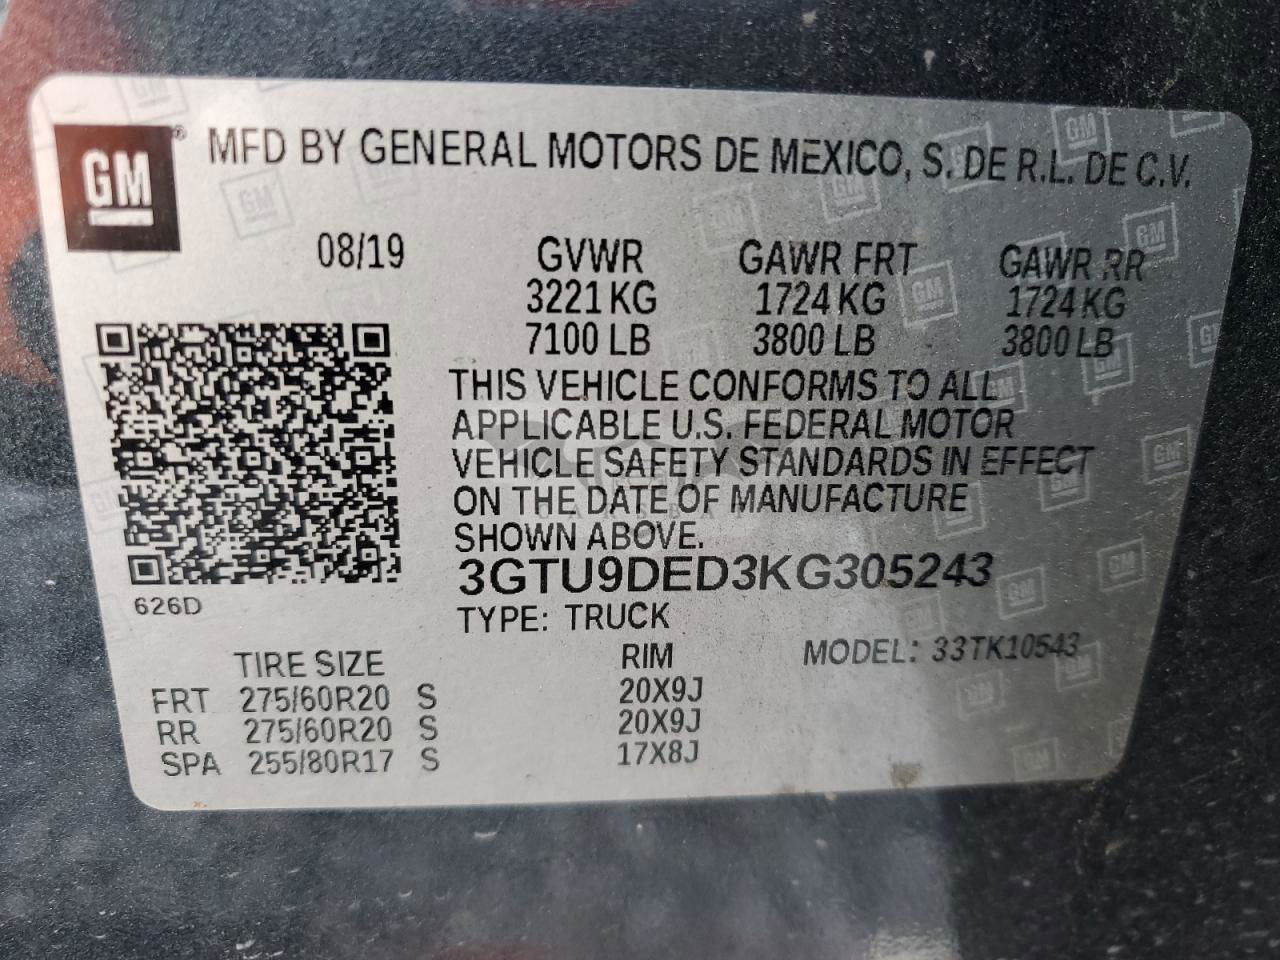 GM ® MFD BY GENERAL MOTORS DE MEXICO, S. DE R.L. DE C.V.
08/19 GVWR GAWR FRT GAWR RR
3221 KG 1724 KG 1724 KG
7100 LB 3800 LB 3800 LB
THIS VEHICLE CONFORMS TO ALL
APPLICABLE U.S. FEDERAL MOTOR
VEHICLE SAFETY STANDARDS IN EFFECT
ON THE DATE OF MANUFACTURE
SHOWN ABOVE.
3GTU9DED3KG305243
626D
TYPE: TRUCK
TIRE SIZE RIM MODEL: 33TK10543
FRT 275/60R20 S 20X9J
RR 275/60R20 S 20X9J
SPA 255/80R17 S 17X8J